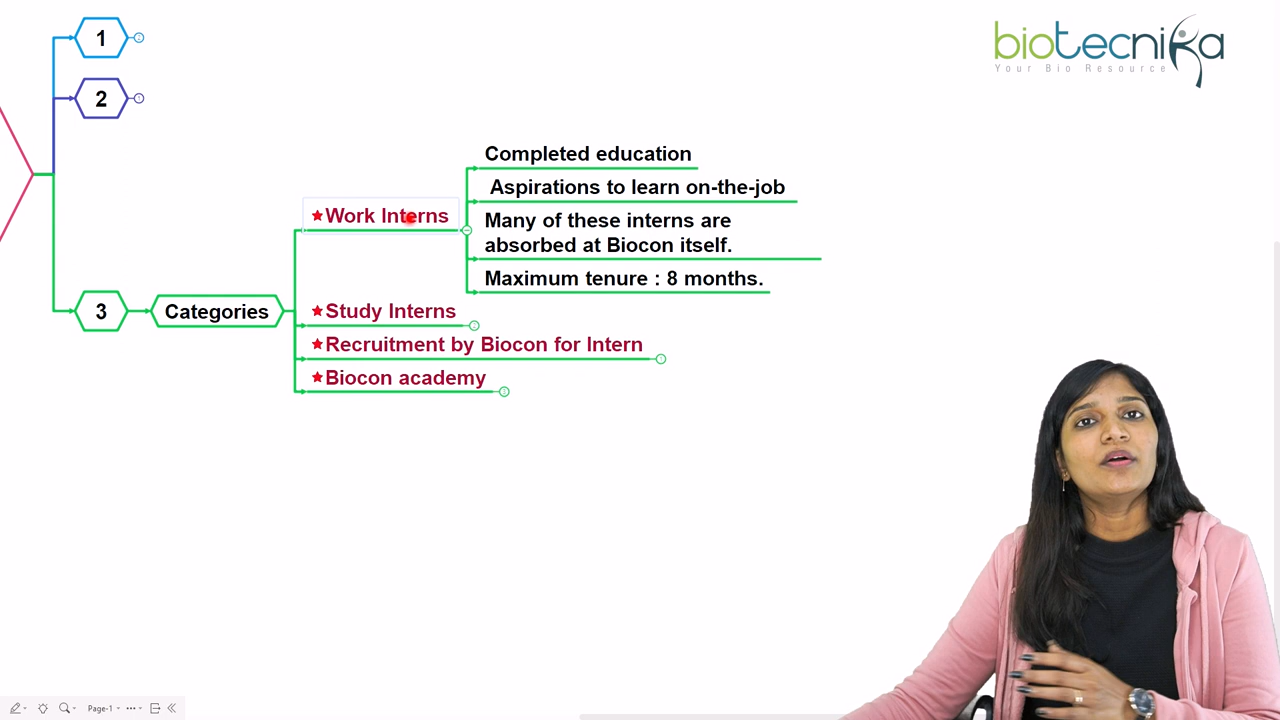 1
2
biotecnika
Your Bio Resource
Completed education
Aspirations to learn on-the-job
Work Interns
Many of these interns are
absorbed at Biocon itself.
Maximum tenure : 8 months.
3
Categories
Study Interns
Recruitment by Biocon for Intern
Biocon academy
Page-1